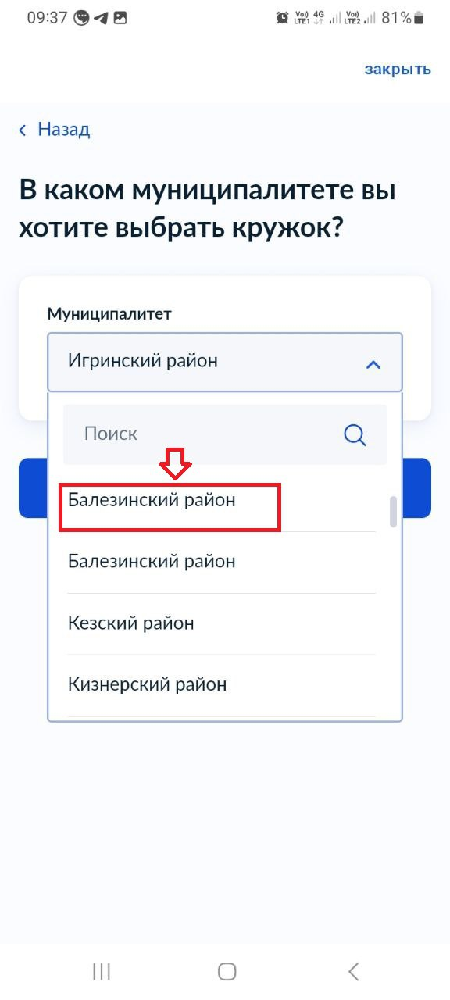 09:37 Vo)) LTE1 4G Vo)) LTE2 81%
закрыть
Назад
В каком муниципалитете вы
хотите выбрать кружок?
Муниципалитет
Игринский район
Поиск
Балезинский район
Балезинский район
Кезский район
Кизнерский район